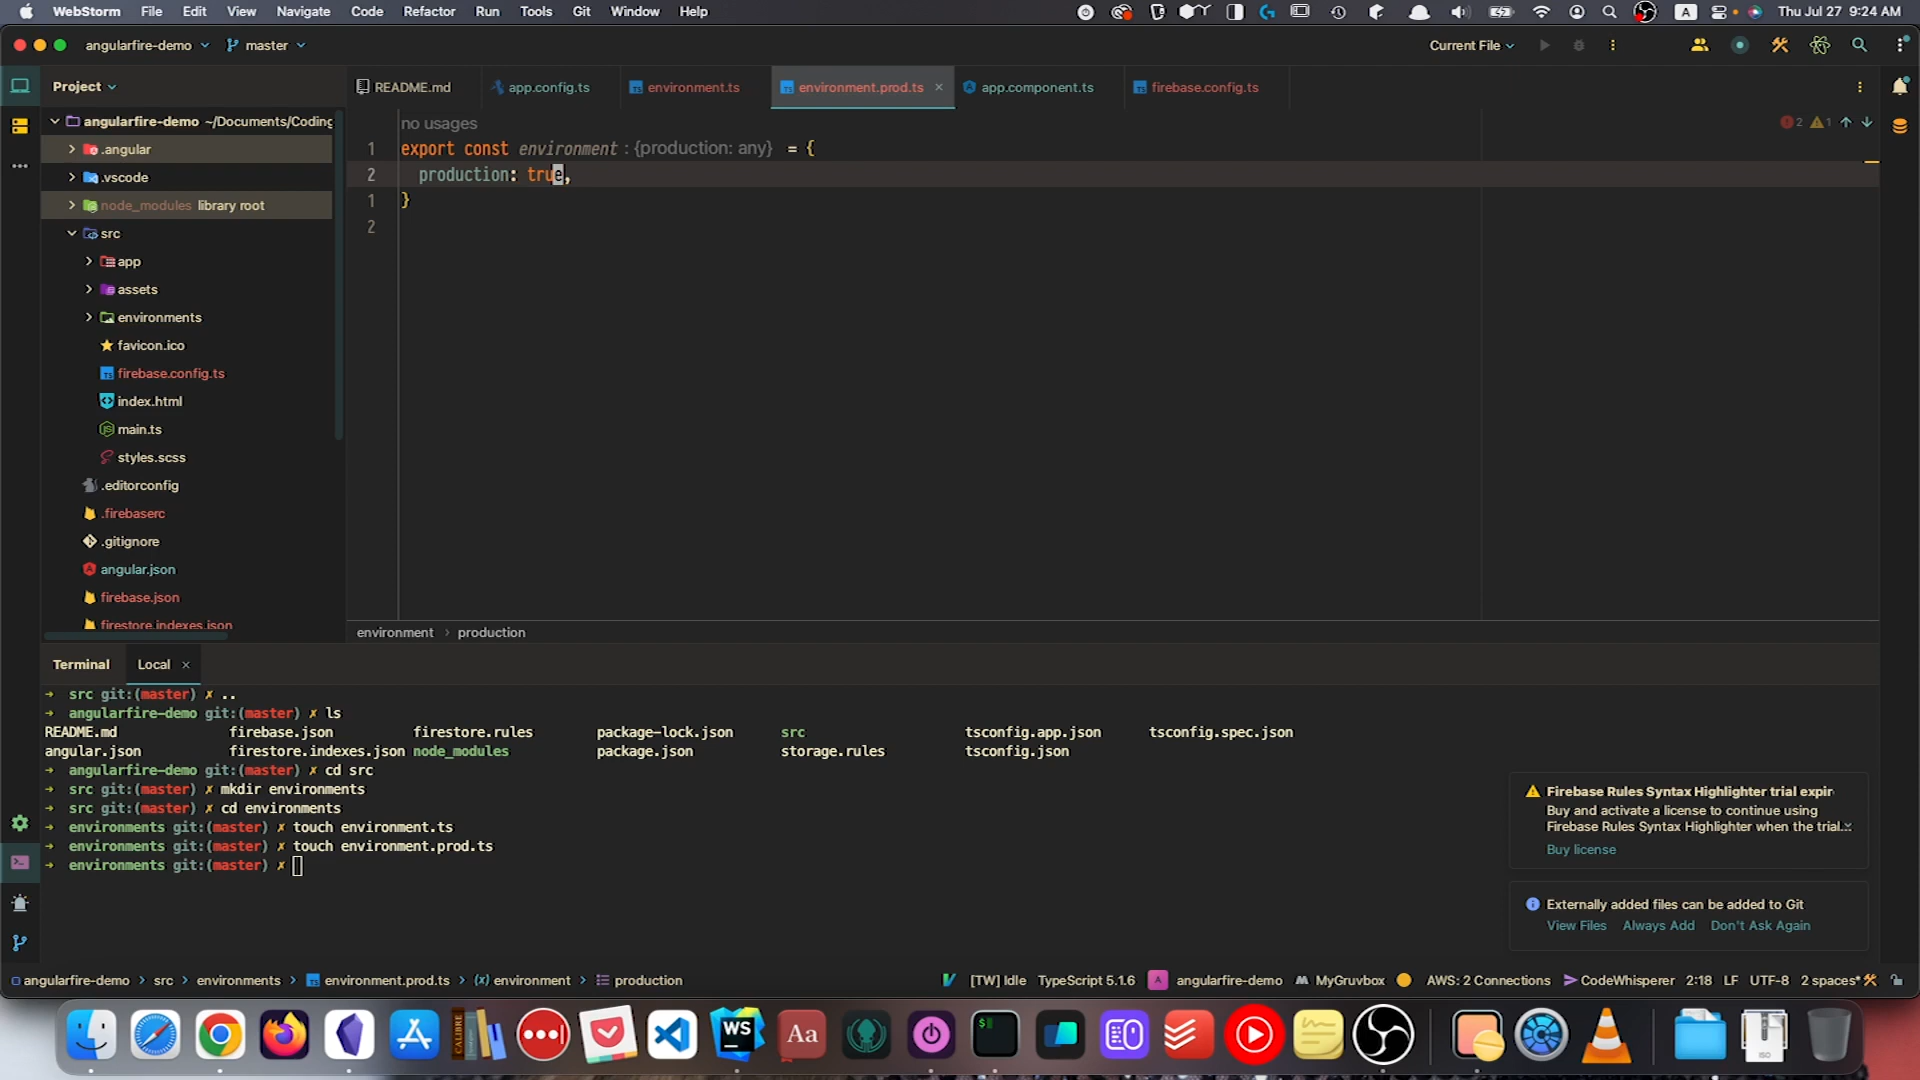 WebStorm File Edit View Navigate Code Refactor Run Tools Git Window Help A Thu Jul 27 9:24 AM
angularfire-demo master Current File
Project README.md app.config.ts environment.ts environment.prod.ts app.component.ts firebase.config.ts
angularfire-demo ~/Documents/Coding
.angular
.vscode
node_modules library root
src
app
assets
environments
favicon.ico
firebase.config.ts
index.html
main.ts
styles.scss
.editorconfig
.firebaserc
.gitignore
angular.json
firebase.json
firestore.indexes.json
no usages 2 1
1 export const environment : {production: any} = {
2 production: true,
1 }
2
environment › production
Terminal Local
→ src git:(master) ✗ ..
→ angularfire-demo git:(master) ✗ ls
README.md firebase.json firestore.rules package-lock.json src tsconfig.app.json tsconfig.spec.json
angular.json firestore.indexes.json node_modules package.json storage.rules tsconfig.json
→ angularfire-demo git:(master) ✗ cd src
→ src git:(master) ✗ mkdir environments
→ src git:(master) ✗ cd environments
→ environments git:(master) ✗ touch environment.ts
→ environments git:(master) ✗ touch environment.prod.ts
→ environments git:(master) ✗
Firebase Rules Syntax Highlighter trial expir
Buy and activate a license to continue using
Firebase Rules Syntax Highlighter when the trial...
Buy license
Externally added files can be added to Git
View Files Always Add Don't Ask Again
angularfire-demo › src › environments › environment.prod.ts › (x) environment › production [TW] Idle TypeScript 5.1.6 A angularfire-demo MyGruvbox AWS: 2 Connections CodeWhisperer 2:18 LF UTF-8 2 spaces*
CALIBRE WS Aa $ ISO